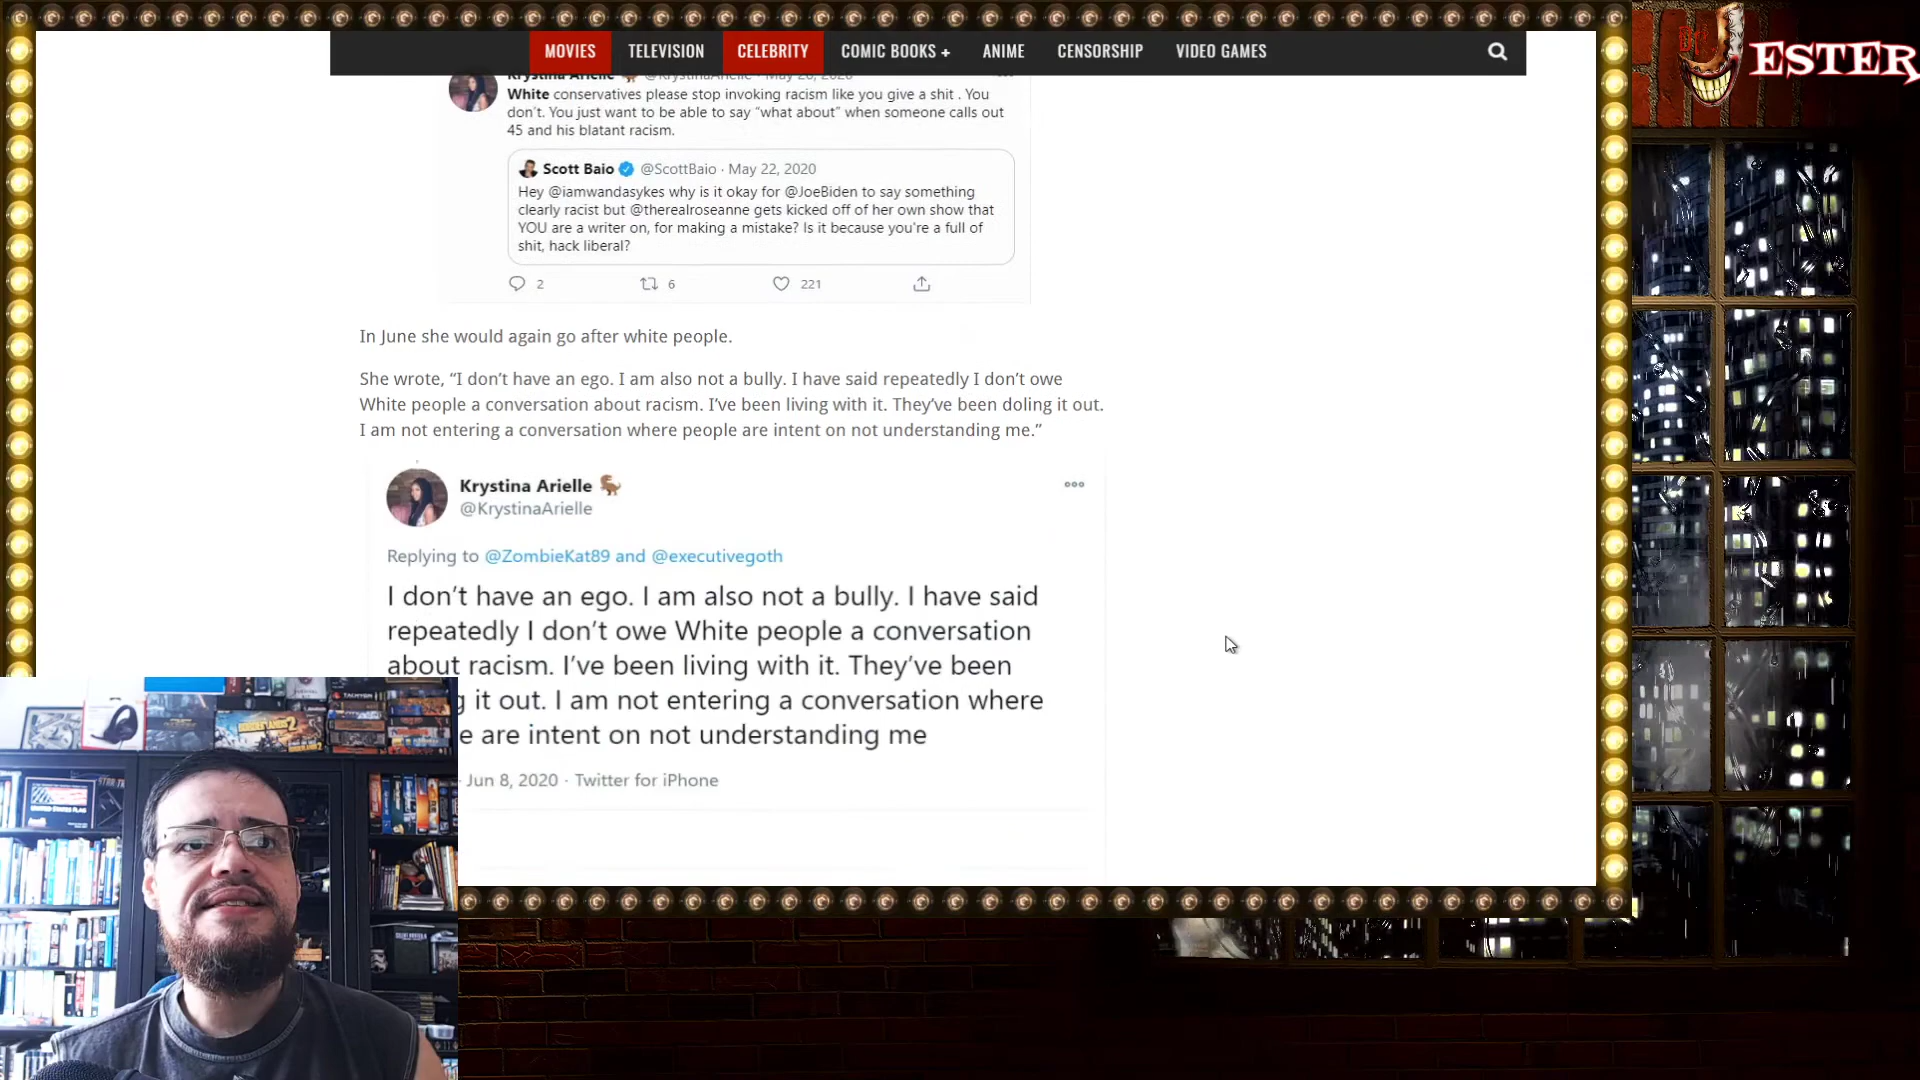 MOVIES TELEVISION CELEBRITY COMIC BOOKS + ANIME CENSORSHIP VIDEO GAMES
JESTER
Krystina Arielle @KrystinaArielle · May 26, 2020
White conservatives please stop invoking racism like you give a shit . You
don't. You just want to be able to say “what about” when someone calls out
45 and his blatant racism.
Scott Baio @ScottBaio · May 22, 2020
Hey @iamwandasykes why is it okay for @JoeBiden to say something
clearly racist but @therealroseanne gets kicked off of her own show that
YOU are a writer on, for making a mistake? Is it because you're a full of
shit, hack liberal?
2 6 221
In June she would again go after white people.
She wrote, “I don’t have an ego. I am also not a bully. I have said repeatedly I don’t owe
White people a conversation about racism. I’ve been living with it. They’ve been doling it out.
I am not entering a conversation where people are intent on not understanding me.”
Krystina Arielle
@KrystinaArielle
Replying to @ZombieKat89 and @executivegoth
I don’t have an ego. I am also not a bully. I have said
repeatedly I don’t owe White people a conversation
about racism. I’ve been living with it. They’ve been
g it out. I am not entering a conversation where
e are intent on not understanding me
· Jun 8, 2020 · Twitter for iPhone
BORDERLANDS 2